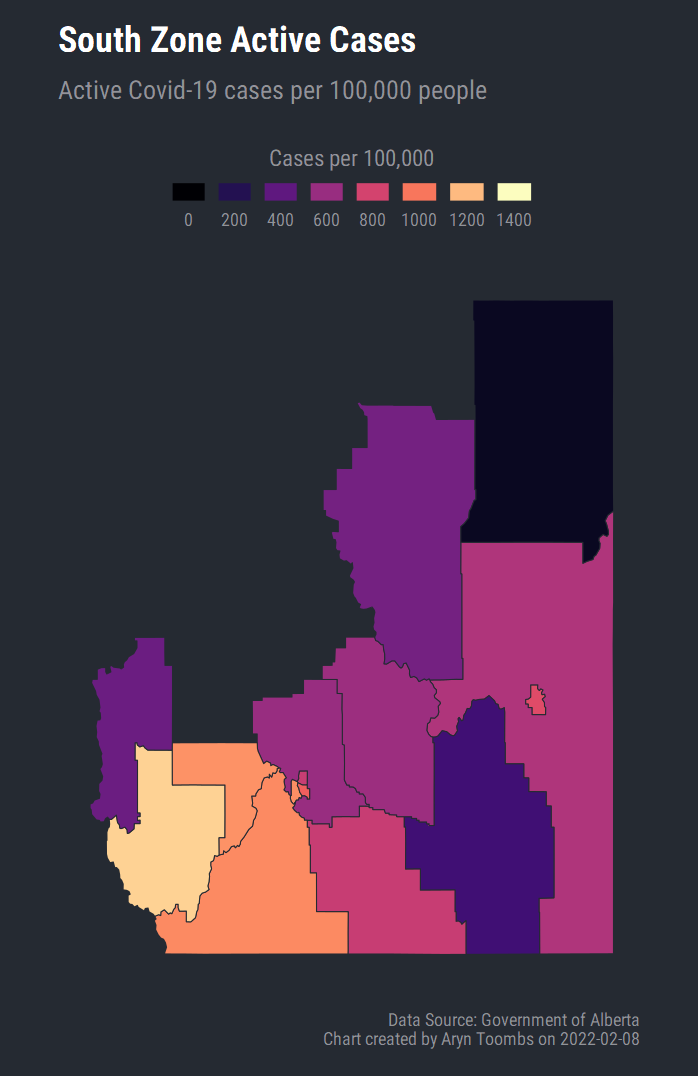 South Zone Active Cases
Active Covid-19 cases per 100,000 people
Cases per 100,000
0 200 400 600 800 1000 1200 1400
Data Source: Government of Alberta
Chart created by Aryn Toombs on 2022-02-08